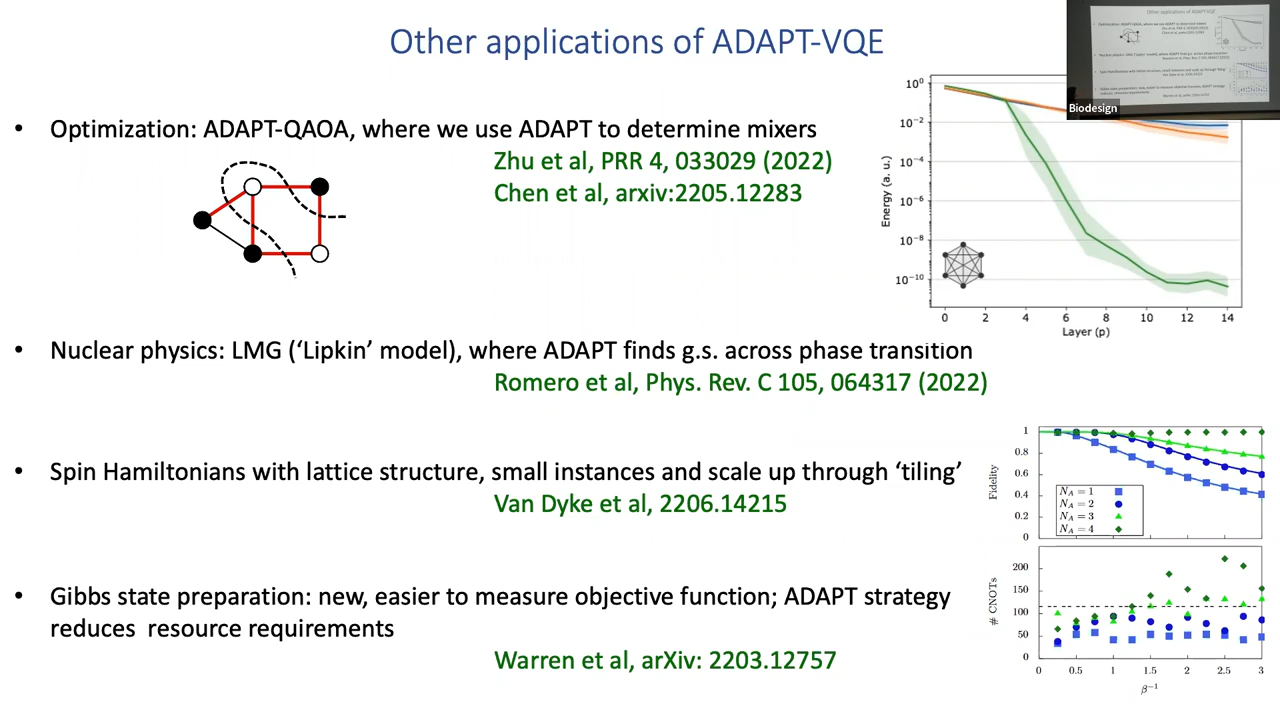 Other applications of ADAPT-VQE
• Optimization: ADAPT-QAOA, where we use ADAPT to determine mixers
Zhu et al, PRR 4, 033029 (2022)
Chen et al, arxiv:2205.12283
Biodesign
10⁰
10⁻²
10⁻⁴
10⁻⁶
10⁻⁸
10⁻¹⁰
Energy (a. u.)
0 2 4 6 8 10 12 14
Layer (p)
• Nuclear physics: LMG (‘Lipkin’ model), where ADAPT finds g.s. across phase transition
Romero et al, Phys. Rev. C 105, 064317 (2022)
• Spin Hamiltonians with lattice structure, small instances and scale up through ‘tiling’
Van Dyke et al, 2206.14215
• Gibbs state preparation: new, easier to measure objective function; ADAPT strategy
reduces resource requirements
Warren et al, arXiv: 2203.12757
1
0.8
0.6
0.4
0.2
0
Fidelity
N_A = 1
N_A = 2
N_A = 3
N_A = 4
200
150
100
50
0
# CNOTs
0 0.5 1 1.5 2 2.5 3
β⁻¹